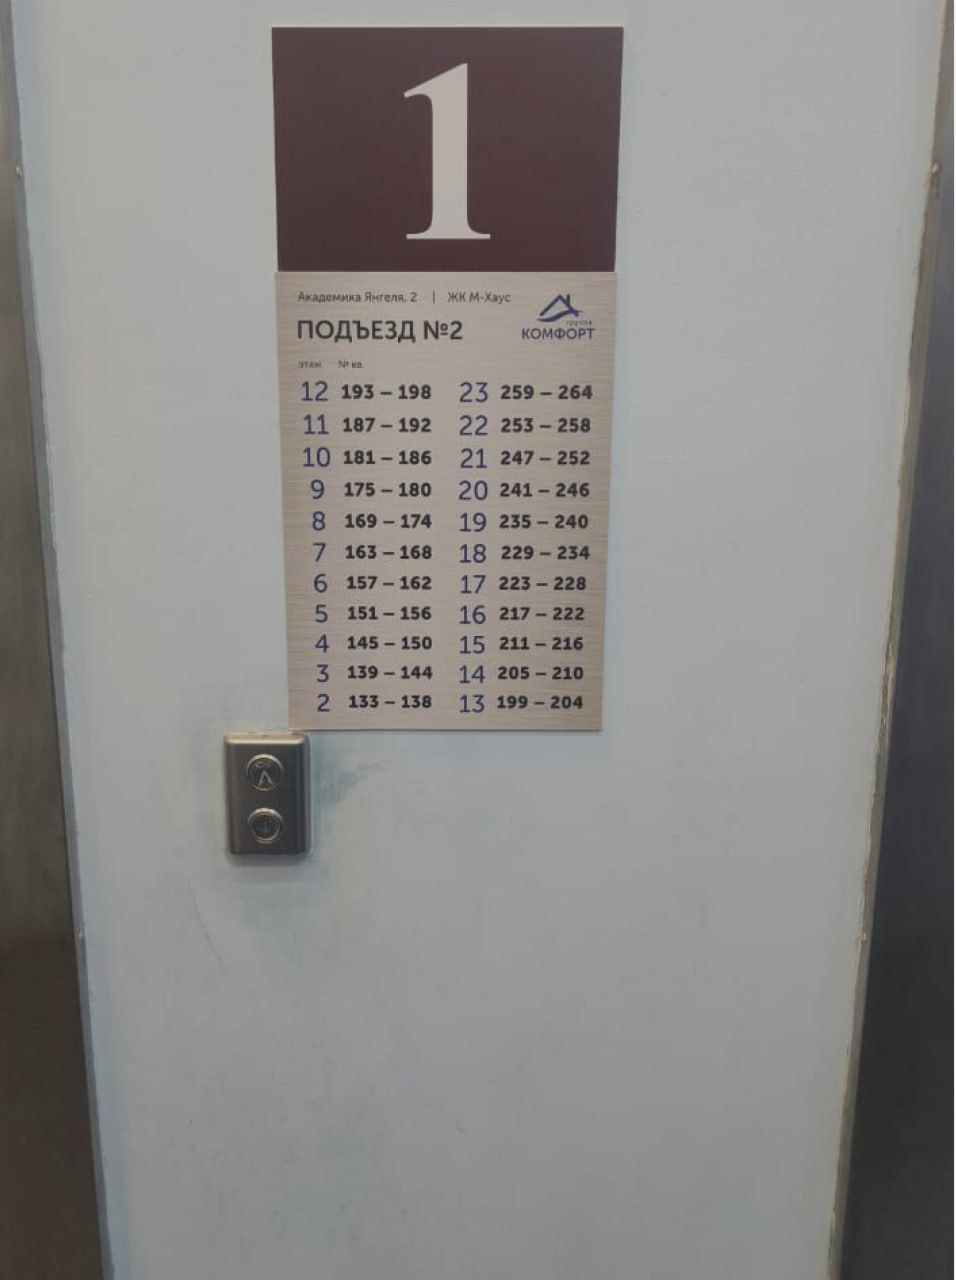 1
Академика Янгеля, 2 | ЖК М-Хаус
ПОДЪЕЗД №2
группа
КОМФОРТ
этаж № кв.
12 193 – 198 23 259 – 264
11 187 – 192 22 253 – 258
10 181 – 186 21 247 – 252
9 175 – 180 20 241 – 246
8 169 – 174 19 235 – 240
7 163 – 168 18 229 – 234
6 157 – 162 17 223 – 228
5 151 – 156 16 217 – 222
4 145 – 150 15 211 – 216
3 139 – 144 14 205 – 210
2 133 – 138 13 199 – 204